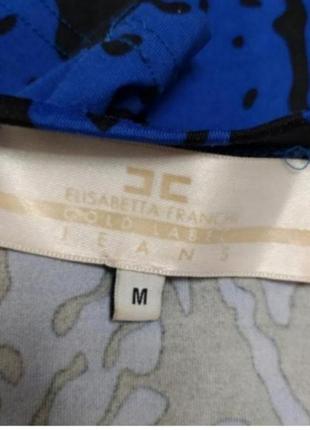 ELISABETTA FRANCHI
GOLD LABEL
JEANS
M